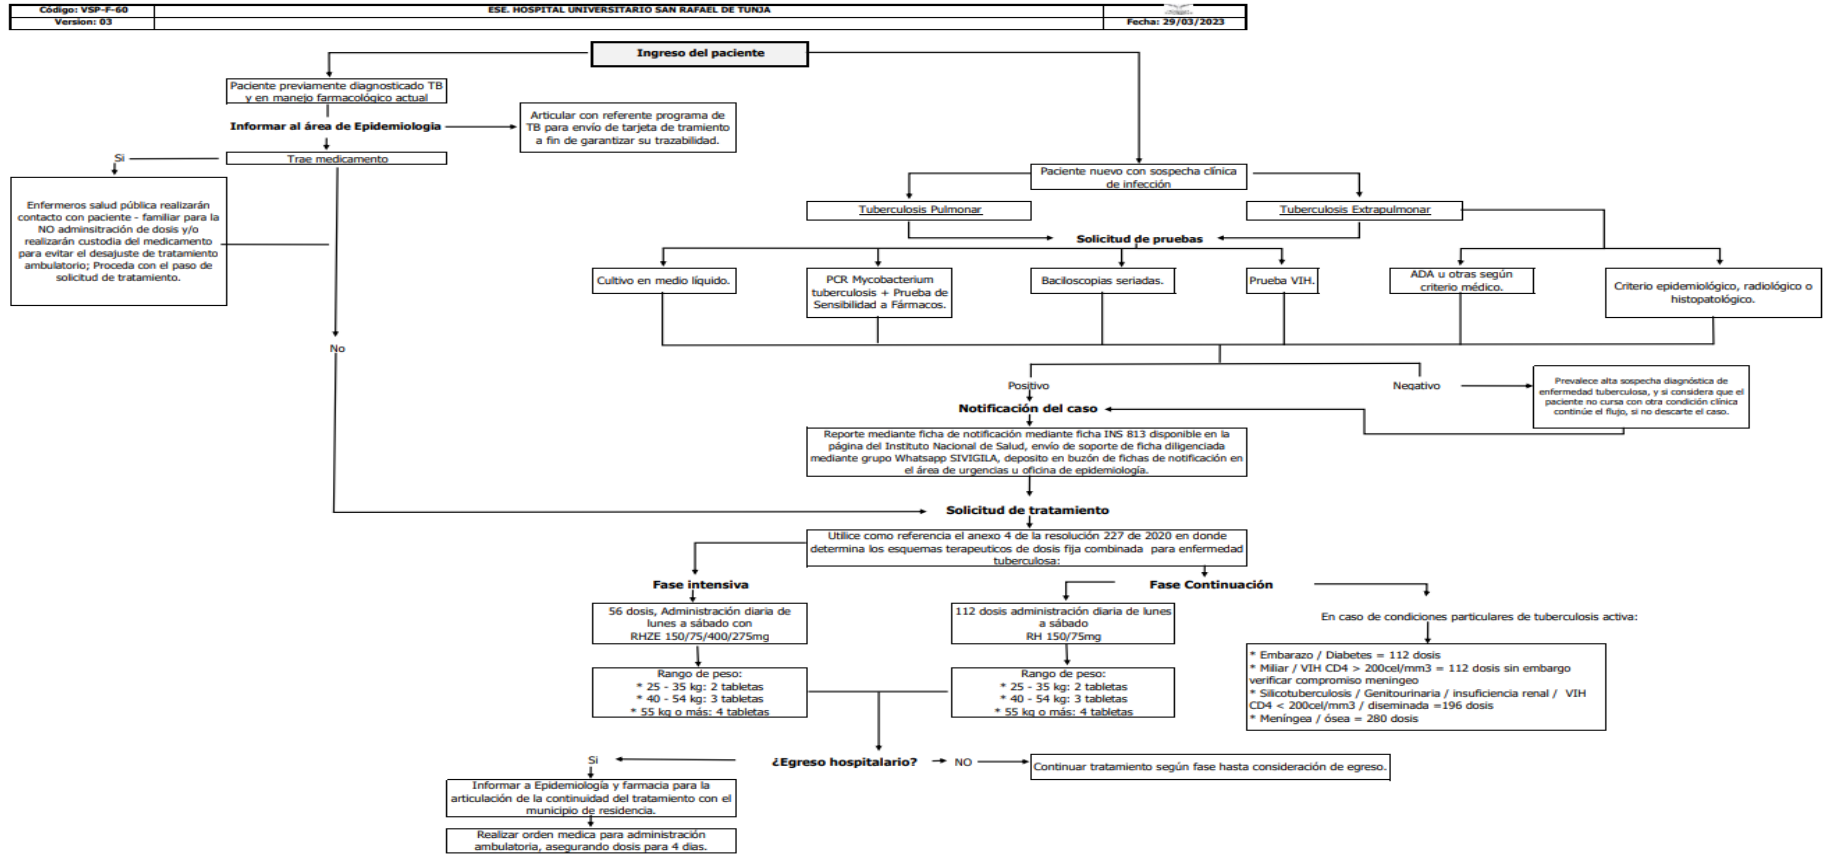 Código: VSP-F-60
ESE. HOSPITAL UNIVERSITARIO SAN RAFAEL DE TUNJA
Version: 03
Fecha: 29/03/2023
Ingreso del paciente
Paciente previamente diagnosticado TB
y en manejo farmacológico actual
Informar al área de Epidemiologia
Articular con referente programa de
TB para envío de tarjeta de tramiento
a fin de garantizar su trazabilidad.
Si
Trae medicamento
Enfermeros salud pública realizarán
contacto con paciente - familiar para la
NO adminsitración de dosis y/o
realizarán custodia del medicamento
para evitar el desajuste de tratamiento
ambulatorio; Proceda con el paso de
solicitud de tratamiento.
No
Paciente nuevo con sospecha clínica
de infección
Tuberculosis Pulmonar
Tuberculosis Extrapulmonar
Solicitud de pruebas
Cultivo en medio líquido.
PCR Mycobacterium
tuberculosis + Prueba de
Sensibilidad a Fármacos.
Baciloscopias seriadas.
Prueba VIH.
ADA u otras según
criterio médico.
Criterio epidemiológico, radiológico o
histopatológico.
Positivo
Negativo
Prevalece alta sospecha diagnóstica de
enfermedad tuberculosa, y si considera que el
paciente no cursa con otra condición clínica
continúe el flujo, si no descarte el caso.
Notificación del caso
Reporte mediante ficha de notificación mediante ficha INS 813 disponible en la
página del Instituto Nacional de Salud, envío de soporte de ficha diligenciada
mediante grupo Whatsapp SIVIGILA, deposito en buzón de fichas de notificación en
el área de urgencias u oficina de epidemiología.
Solicitud de tratamiento
Utilice como referencia el anexo 4 de la resolución 227 de 2020 en donde
determina los esquemas terapeuticos de dosis fija combinada para enfermedad
tuberculosa:
Fase intensiva
56 dosis, Administración diaria de
lunes a sábado con
RHZE 150/75/400/275mg
Rango de peso:
* 25 - 35 kg: 2 tabletas
* 40 - 54 kg: 3 tabletas
* 55 kg o más: 4 tabletas
Fase Continuación
112 dosis administración diaria de lunes
a sábado
RH 150/75mg
Rango de peso:
* 25 - 35 kg: 2 tabletas
* 40 - 54 kg: 3 tabletas
* 55 kg o más: 4 tabletas
En caso de condiciones particulares de tuberculosis activa:
* Embarazo / Diabetes = 112 dosis
* Miliar / VIH CD4 > 200cel/mm3 = 112 dosis sin embargo
verificar compromiso meníngeo
* Silicotuberculosis / Genitourinaria / insuficiencia renal / VIH
CD4 < 200cel/mm3 / diseminada =196 dosis
* Meníngea / ósea = 280 dosis
¿Egreso hospitalario?
Si
NO
Continuar tratamiento según fase hasta consideración de egreso.
Informar a Epidemiología y farmacia para la
articulación de la continuidad del tratamiento con el
municipio de residencia.
Realizar orden medica para administración
ambulatoria, asegurando dosis para 4 dias.